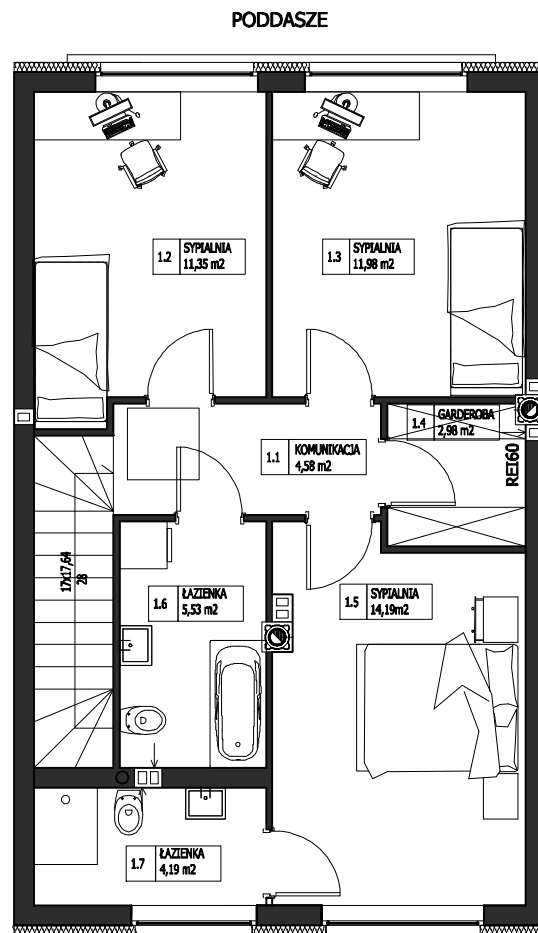 PODDASZE
1.2 SYPIALNIA
11,35 m2
1.3 SYPIALNIA
11,98 m2
1.4 GARDEROBA
2,98 m2
1.1 KOMUNIKACJA
4,58 m2
REI60
17x17,64
28
1.6 ŁAZIENKA
5,53 m2
1.5 SYPIALNIA
14,19m2
1.7 ŁAZIENKA
4,19 m2